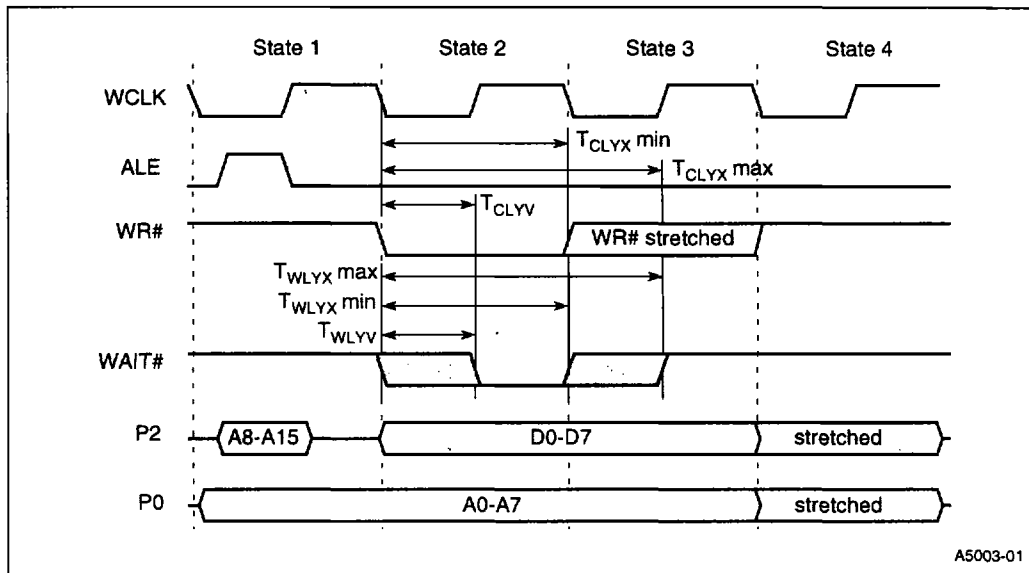 State 1 State 2 State 3 State 4
WCLK
T_CLYX min
ALE
T_CLYX max
T_CLYV
WR#
WR# stretched
T_WLYX max
T_WLYX min
T_WLYV
WAIT#
P2 A8-A15 D0-D7 stretched
P0 A0-A7 stretched
A5003-01